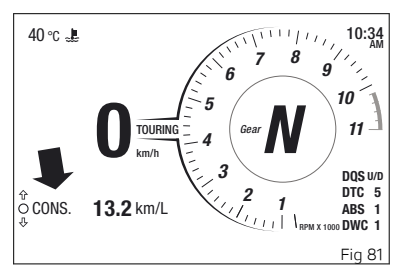 40 °C
10:34
AM
1
2
3
4
5
6
7
8
9
10
11
0
TOURING
km/h
Gear
N
CONS.
13.2 km/L
RPM X 1000
DQS U/D
DTC 5
ABS 1
DWC 1
Fig 81